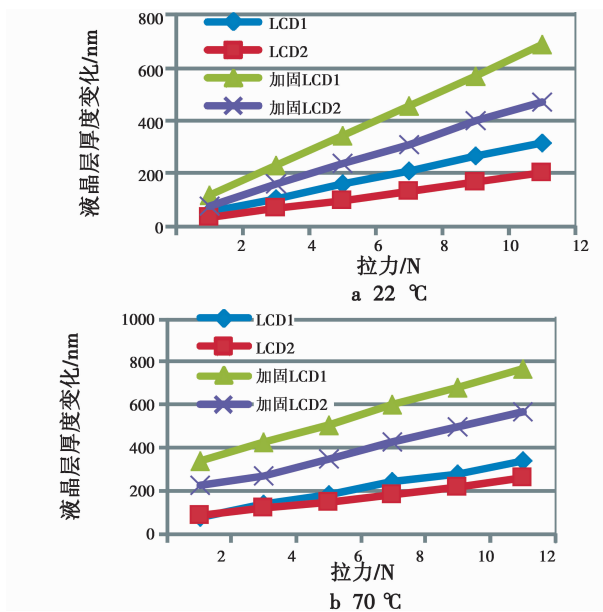 800
600
400
200
0
液晶层厚度变化/nm
LCD1
LCD2
加固LCD1
加固LCD2
2 4 6 8 10 12
拉力/N
a 22 ℃
1000
800
600
400
200
0
液晶层厚度变化/nm
LCD1
LCD2
加固LCD1
加固LCD2
2 4 6 8 10 12
拉力/N
b 70 ℃